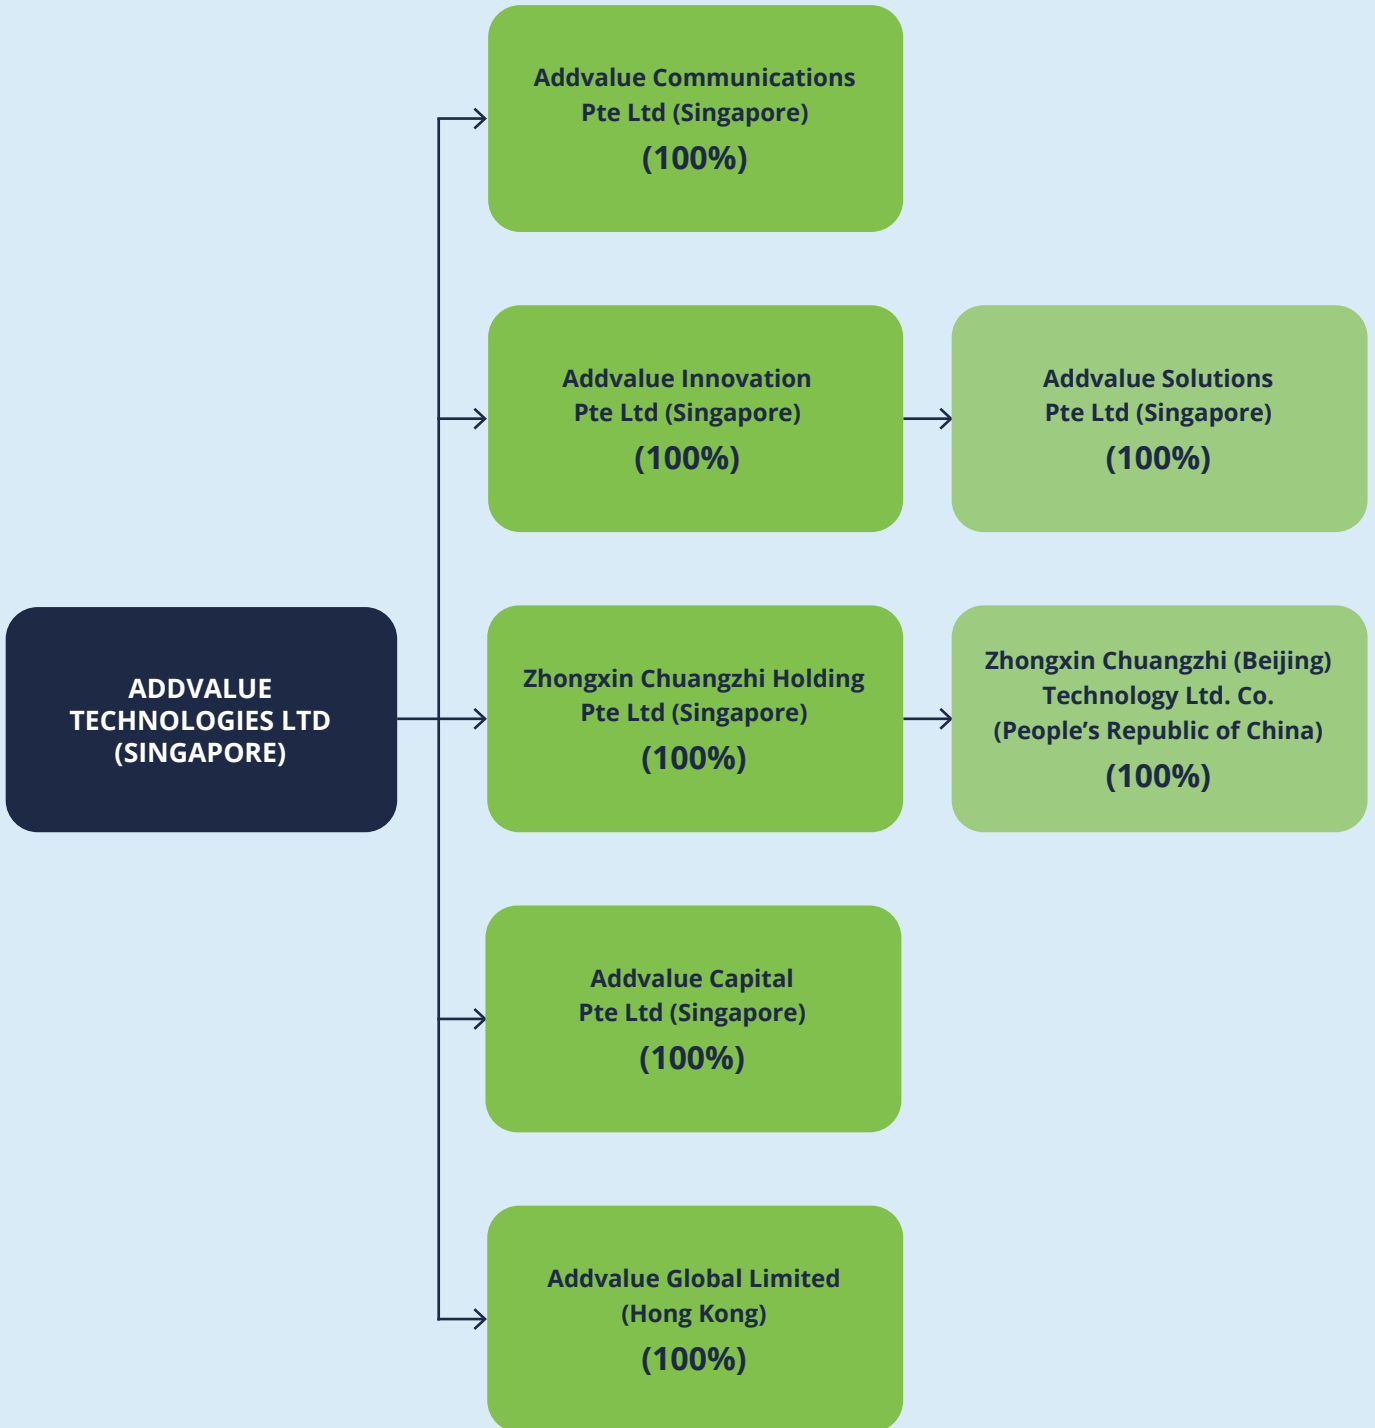 Addvalue Communications
Pte Ltd (Singapore)
(100%)
Addvalue Innovation
Pte Ltd (Singapore)
(100%)
Addvalue Solutions
Pte Ltd (Singapore)
(100%)
ADDVALUE
TECHNOLOGIES LTD
(SINGAPORE)
Zhongxin Chuangzhi Holding
Pte Ltd (Singapore)
(100%)
Zhongxin Chuangzhi (Beijing)
Technology Ltd. Co.
(People’s Republic of China)
(100%)
Addvalue Capital
Pte Ltd (Singapore)
(100%)
Addvalue Global Limited
(Hong Kong)
(100%)